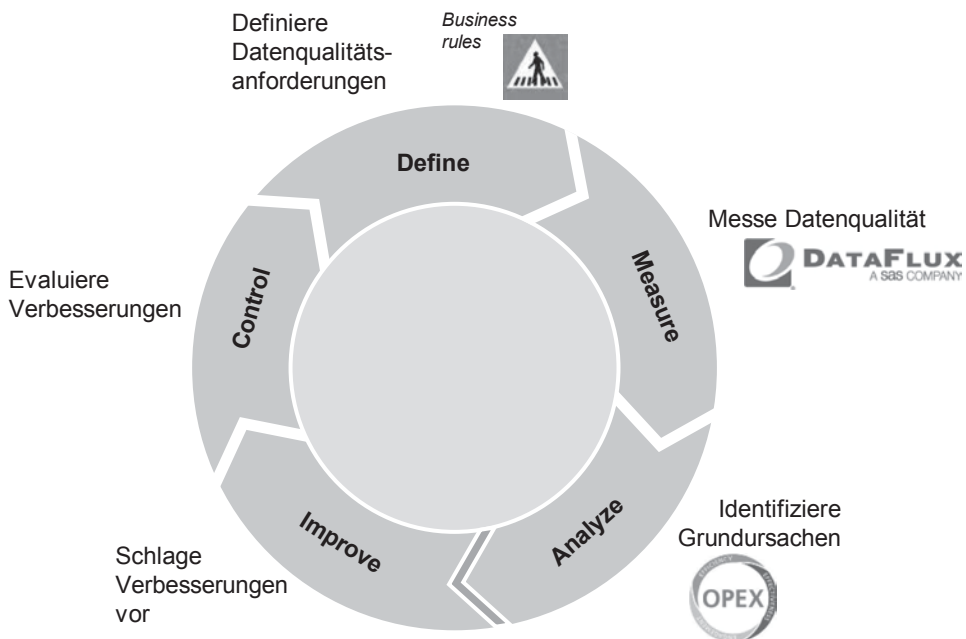 Definiere
Datenqualitäts-
anforderungen
Business
rules
Define
Messe Datenqualität
DATAFLUX
A SAS COMPANY
Measure
Identifiziere
Grundursachen
OPEX
Analyze
Schlage
Verbesserungen
vor
Improve
Evaluiere
Verbesserungen
Control